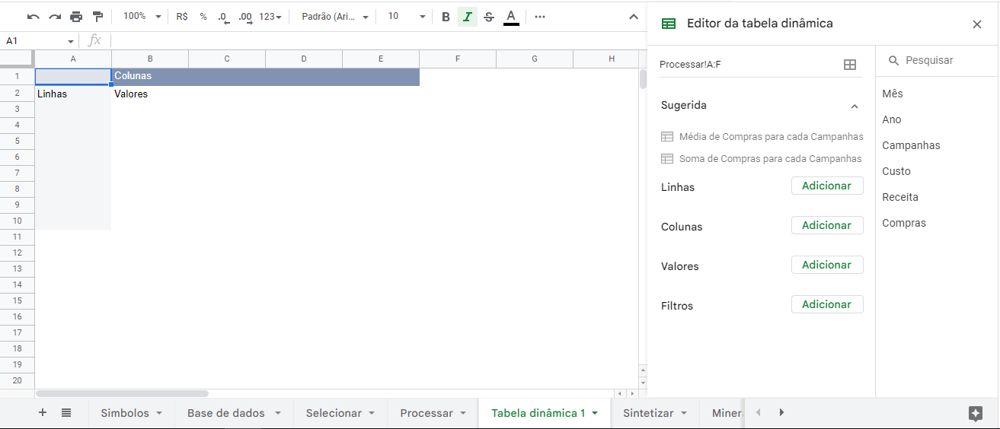 100% R$ % .0 .00 123 Padrão (Ari... 10 B I S A
Editor da tabela dinâmica
A1 fx
A B C D E F G H
Processar!A:F
Pesquisar
1 Colunas
2 Linhas Valores
3
4
5
6
7
8
9
10
11
12
13
14
15
16
17
18
19
20
Sugerida
Média de Compras para cada Campanhas
Soma de Compras para cada Campanhas
Linhas Adicionar
Colunas Adicionar
Valores Adicionar
Filtros Adicionar
Mês
Ano
Campanhas
Custo
Receita
Compras
Simbolos Base de dados Selecionar Processar Tabela dinâmica 1 Sintetizar Miner